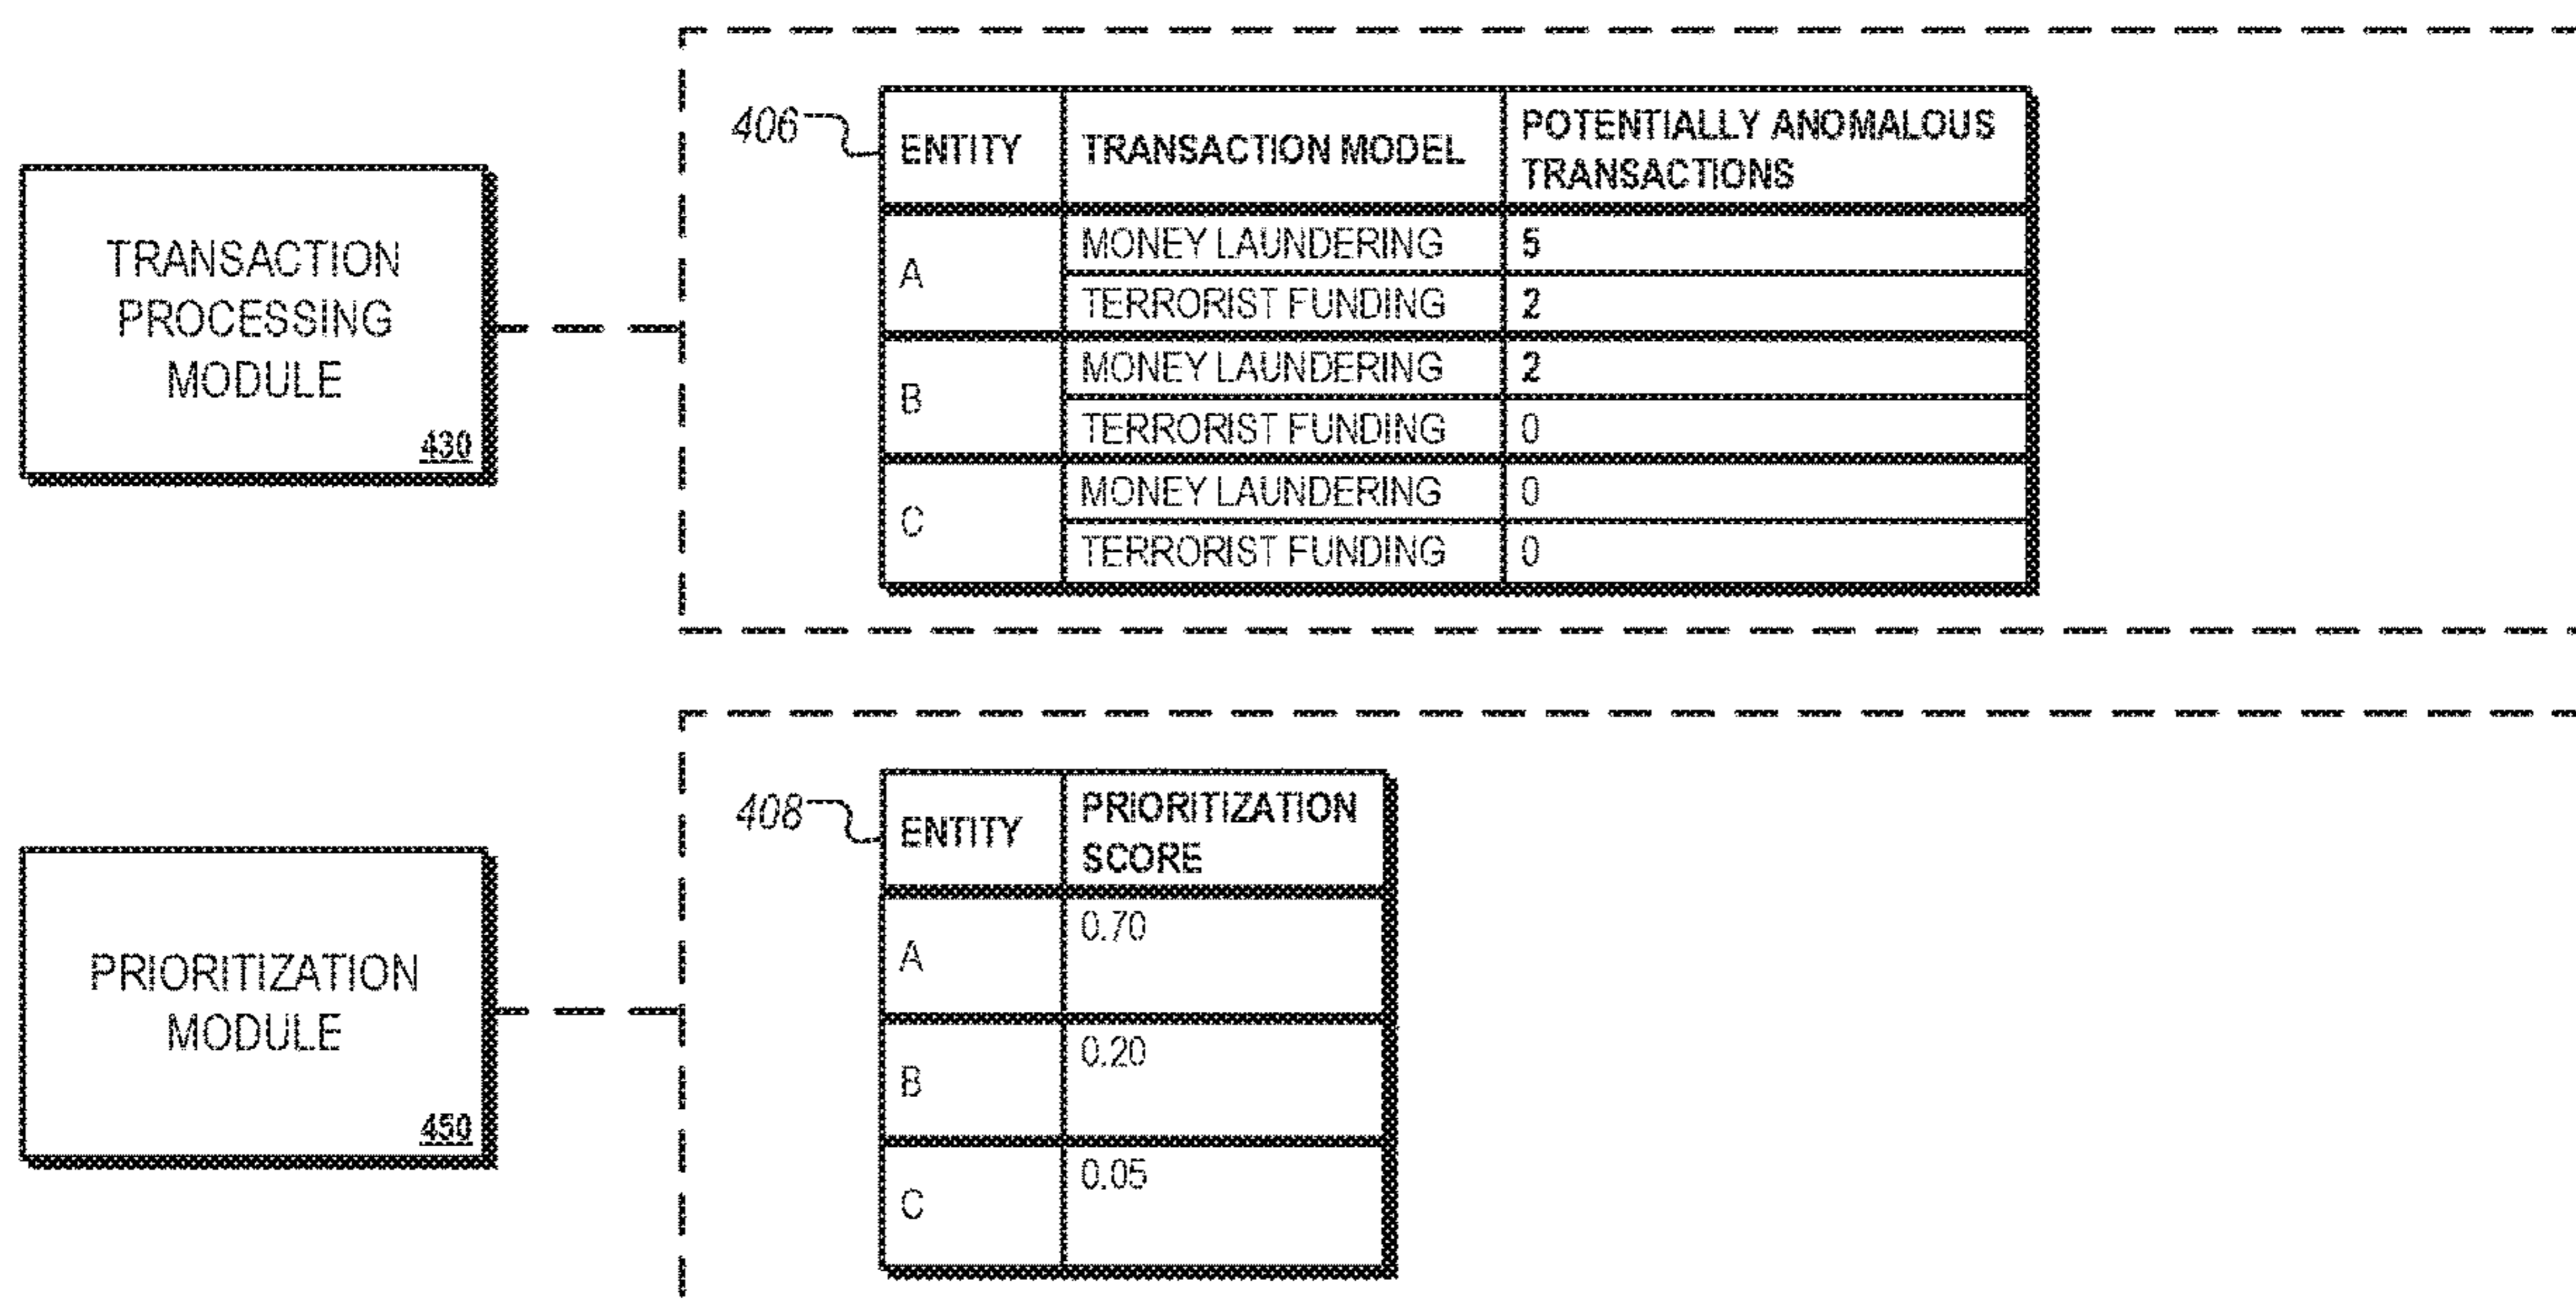 TRANSACTION
PROCESSING
MODULE
430
406
ENTITY
TRANSACTION MODEL
POTENTIALLY ANOMALOUS
TRANSACTIONS
A
MONEY LAUNDERING
5
TERRORIST FUNDING
2
B
MONEY LAUNDERING
2
TERRORIST FUNDING
0
C
MONEY LAUNDERING
0
TERRORIST FUNDING
0
PRIORITIZATION
MODULE
450
408
ENTITY
PRIORITIZATION
SCORE
A
0.70
B
0.20
C
0.05